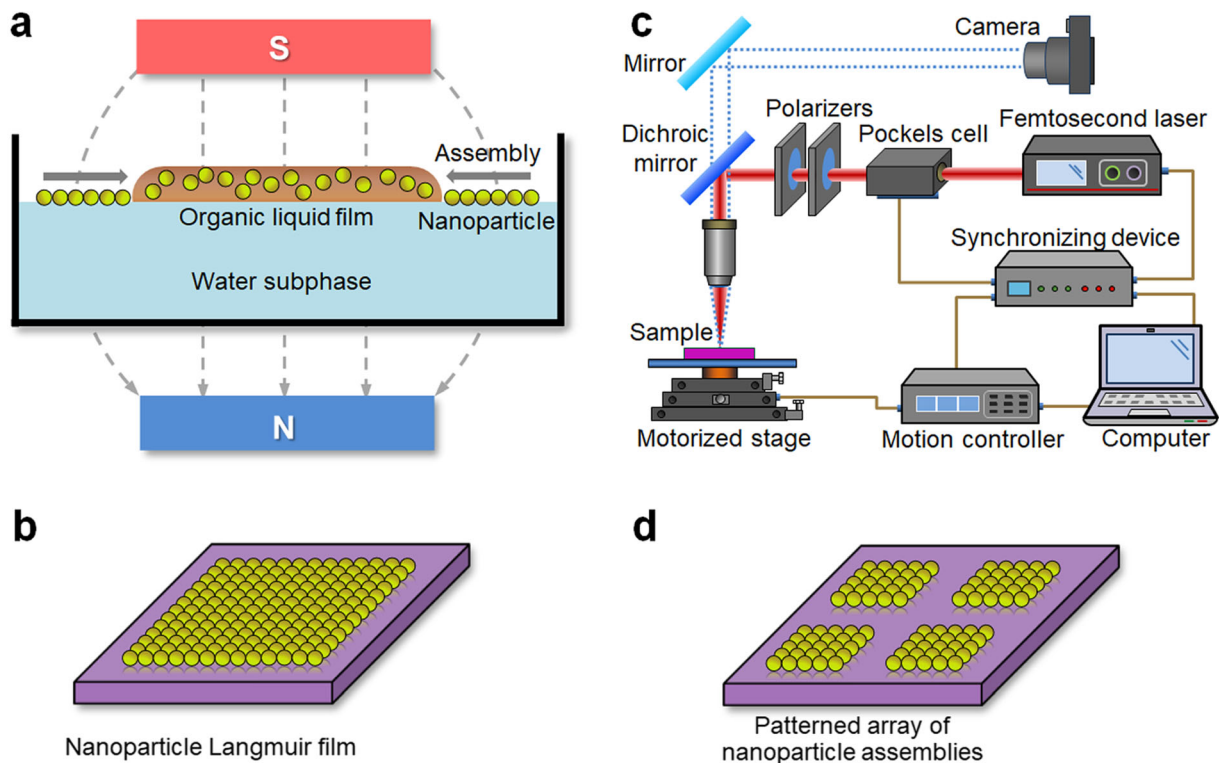 a
S
Assembly
Organic liquid film
Nanoparticle
Water subphase
N
b
Nanoparticle Langmuir film
c
Camera
Mirror
Polarizers
Femtosecond laser
Dichroic
mirror
Pockels cell
Synchronizing device
Sample
Motorized stage
Motion controller
Computer
d
Patterned array of
nanoparticle assemblies